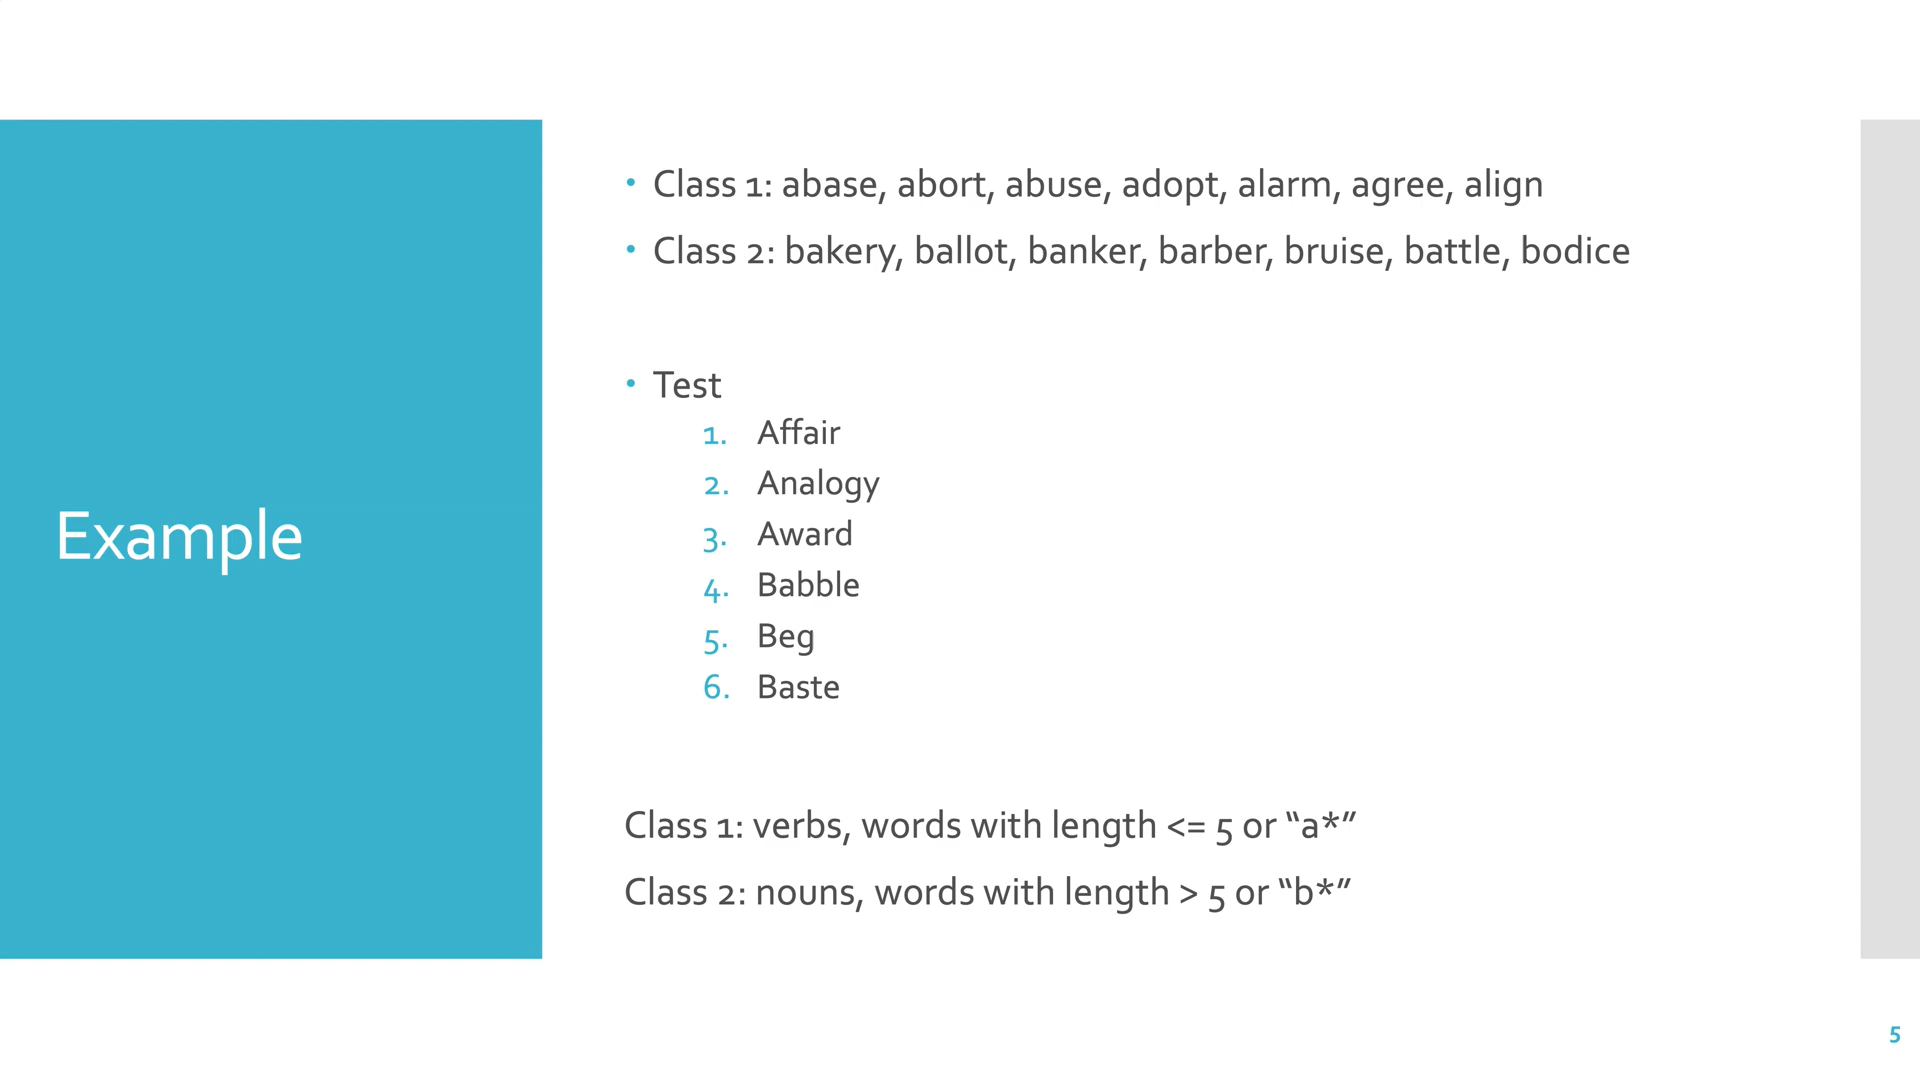 Example
• Class 1: abase, abort, abuse, adopt, alarm, agree, align
• Class 2: bakery, ballot, banker, barber, bruise, battle, bodice
• Test
1. Affair
2. Analogy
3. Award
4. Babble
5. Beg
6. Baste
Class 1: verbs, words with length <= 5 or “a*”
Class 2: nouns, words with length > 5 or “b*”
5